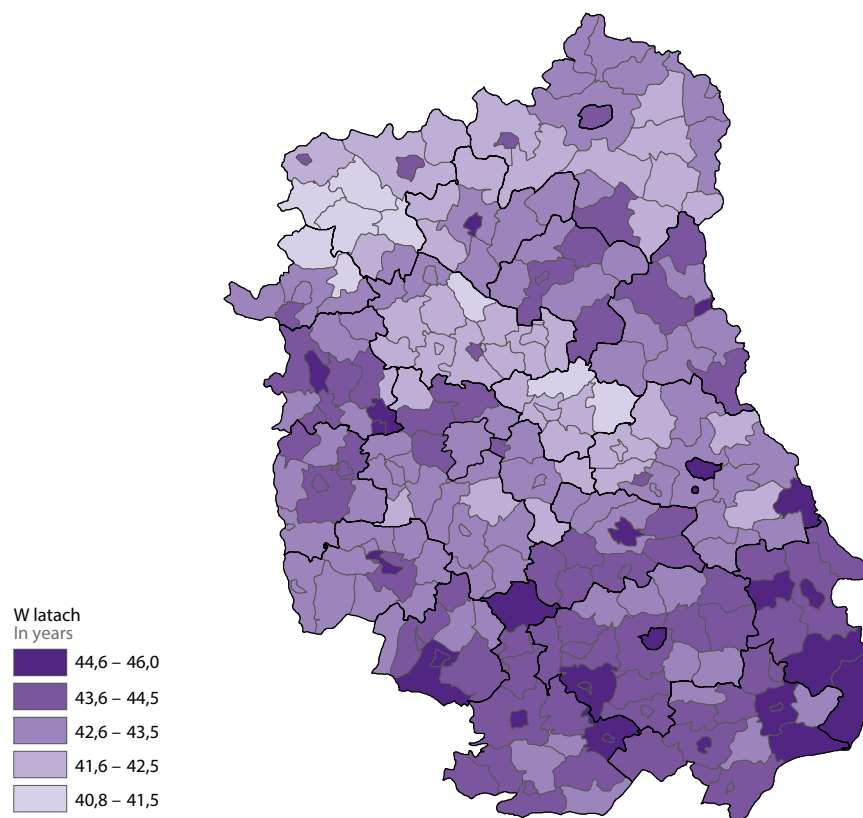 W latach
In years
44,6 – 46,0
43,6 – 44,5
42,6 – 43,5
41,6 – 42,5
40,8 – 41,5